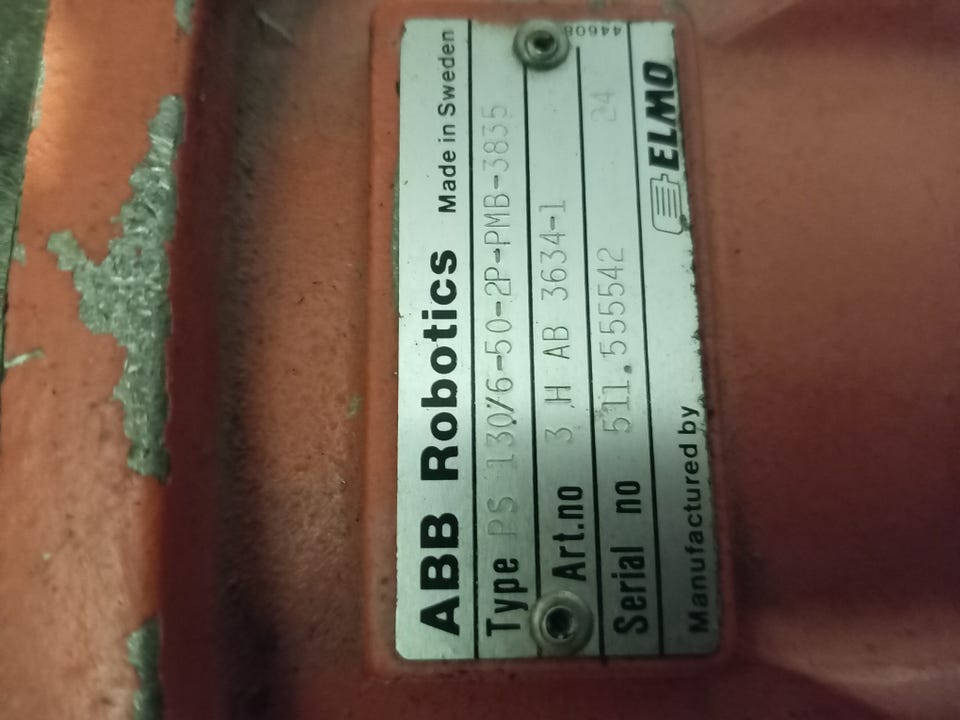 ABB Robotics Made in Sweden
Type PS 130/6-50-2P-PMB-3835
Art.no 3 H AB 3634-1
Serial no 511.555542 24
Manufactured by ELMO